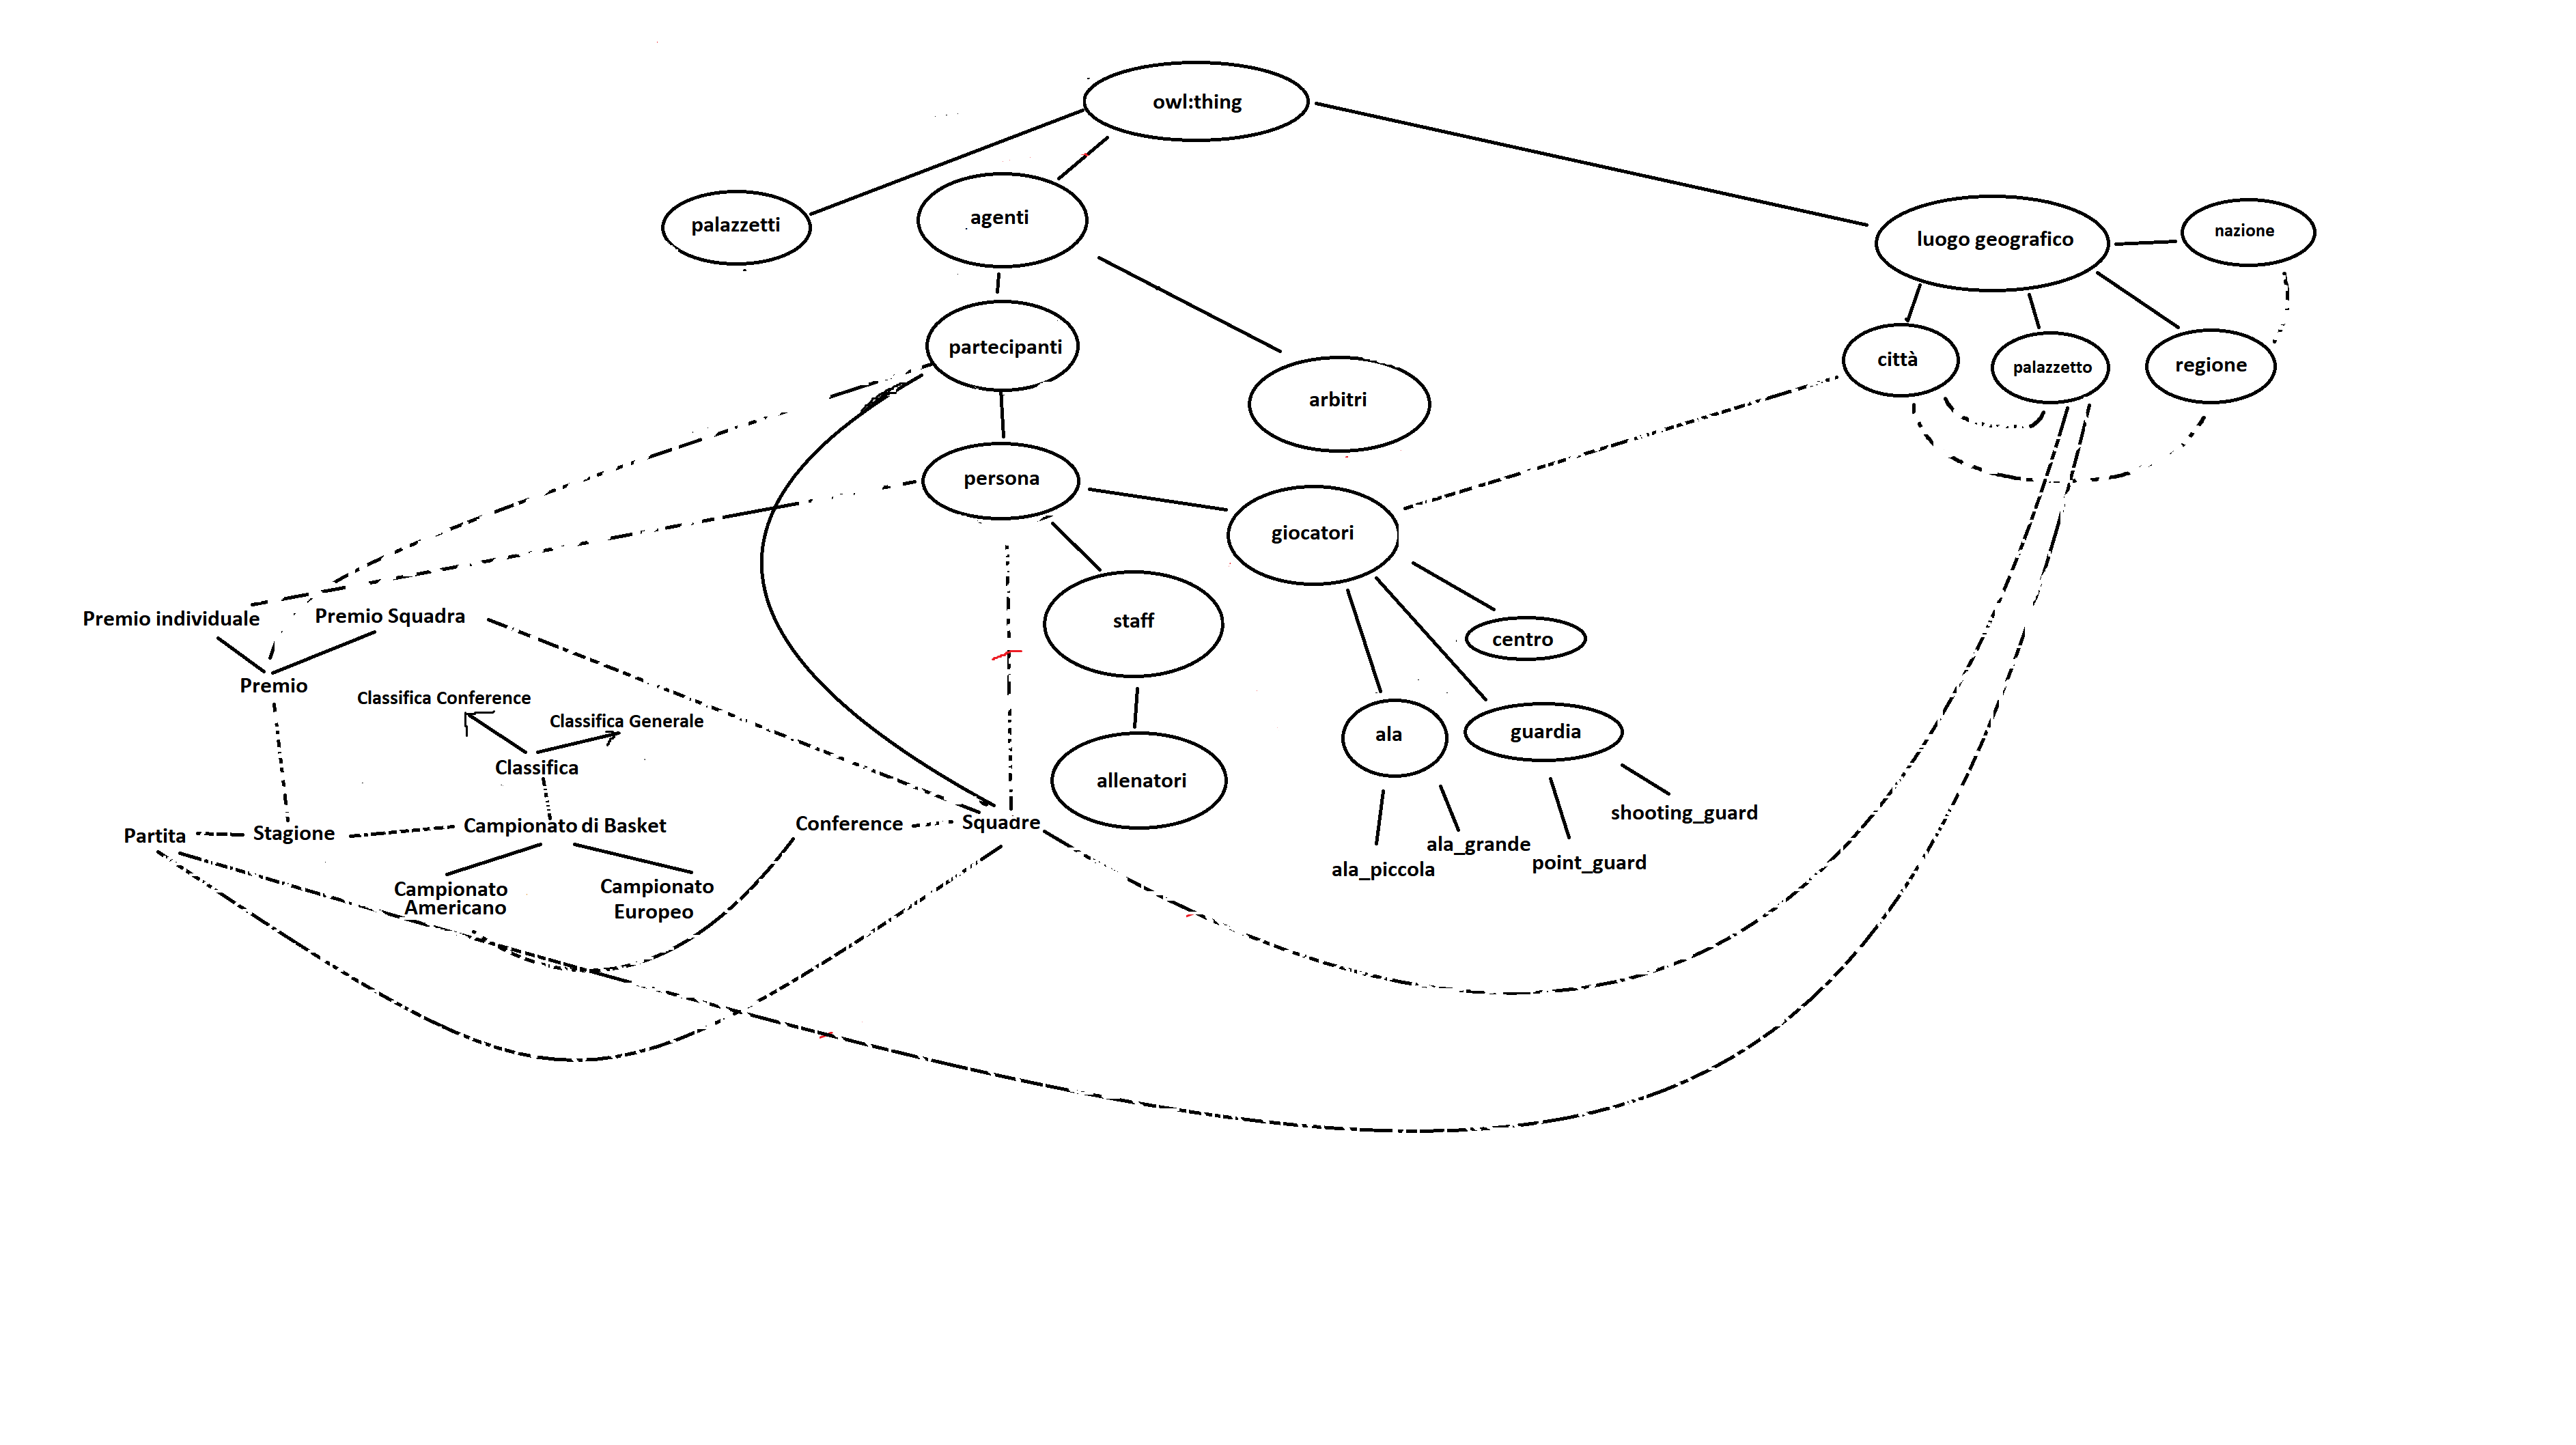 owl:thing
palazzetti
agenti
luogo geografico
nazione
partecipanti
arbitri
città
palazzetto
regione
persona
giocatori
staff
centro
Premio individuale
Premio Squadra
Premio
Classifica Conference
Classifica Generale
Classifica
ala
guardia
allenatori
shooting_guard
ala_grande
point_guard
ala_piccola
Partita
Stagione
Campionato di Basket
Conference
Squadre
Campionato
Americano
Campionato
Europeo